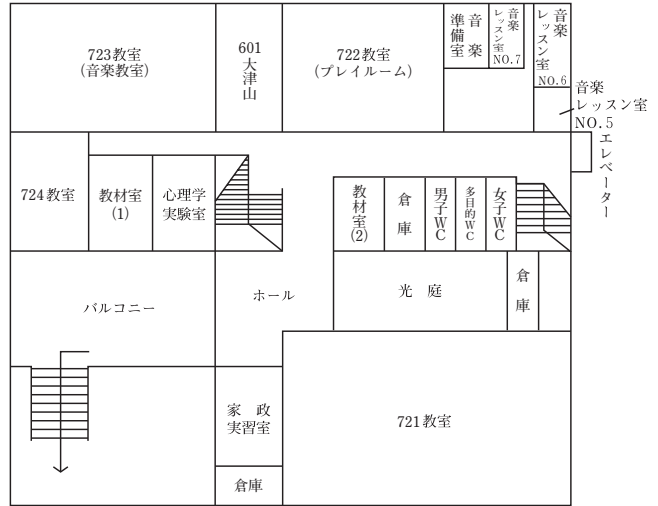 723教室
(音楽教室)
601
大津山
722教室
(プレイルーム)
音楽
準備室
音楽
レッスン室
NO.7
音楽
レッスン室
NO.6
音楽
レッスン室
NO.5
エレベーター
724教室
教材室
(1)
心理学
実験室
教材室(2)
倉庫
男子WC
多目的WC
女子WC
バルコニー
ホール
光 庭
倉庫
家 政
実習室
721教室
倉庫